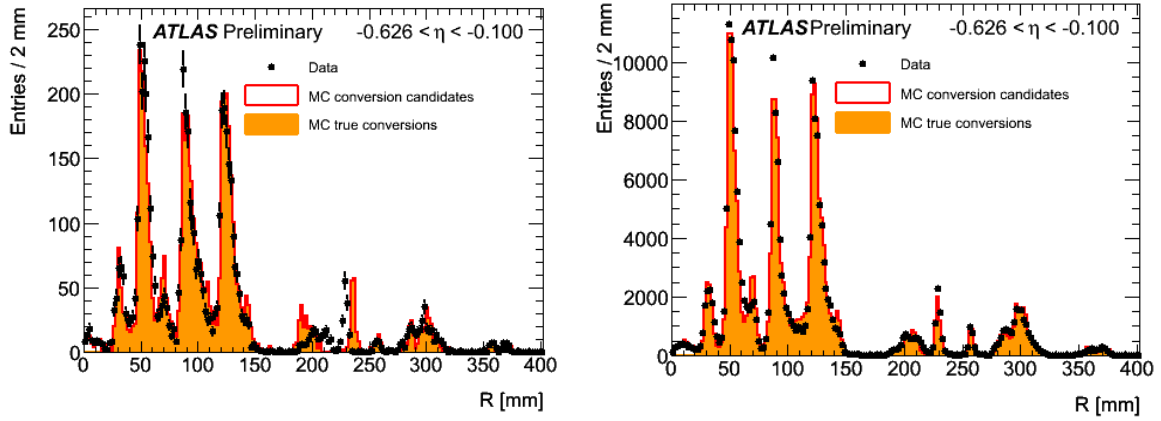 ATLAS Preliminary -0.626 < η < -0.100
Data
MC conversion candidates
MC true conversions
Entries / 2 mm
250
200
150
100
50
0
0 50 100 150 200 250 300 350 400
R [mm]
ATLAS Preliminary -0.626 < η < -0.100
Data
MC conversion candidates
MC true conversions
Entries / 2 mm
10000
8000
6000
4000
2000
0
0 50 100 150 200 250 300 350 400
R [mm]